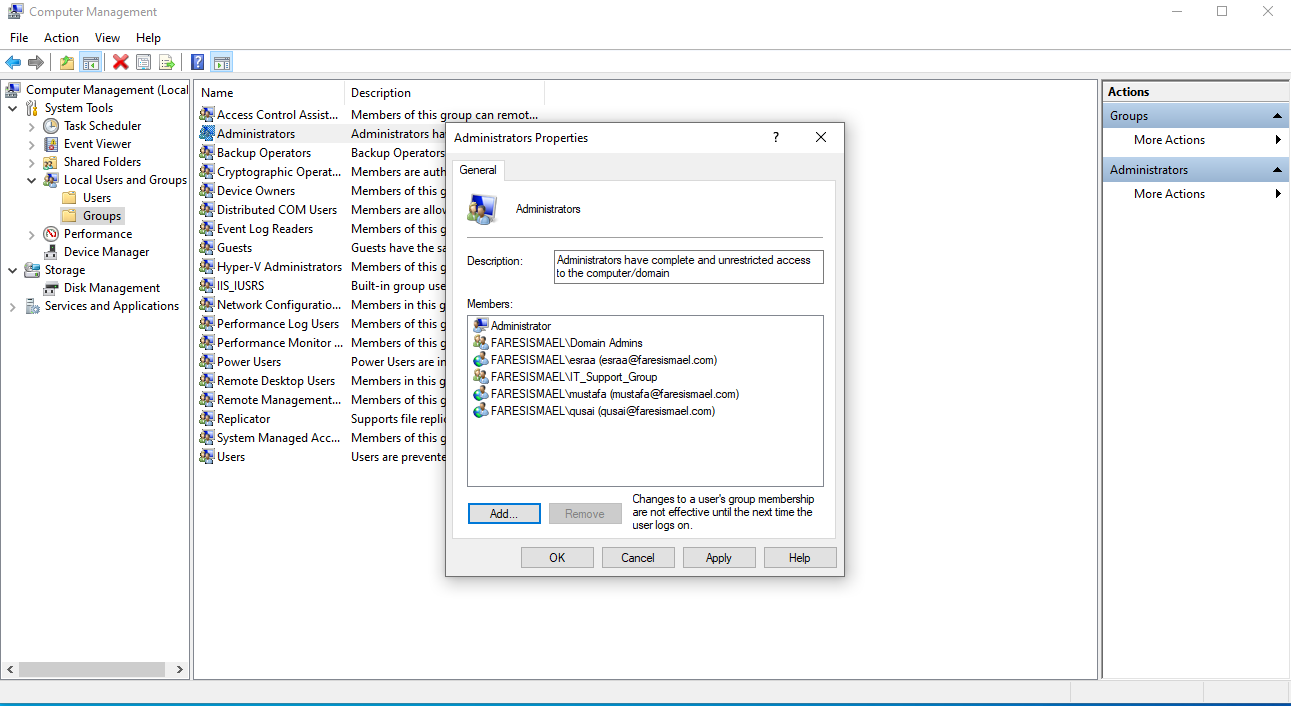 Computer Management
File Action View Help
Computer Management (Local
System Tools
Task Scheduler
Event Viewer
Shared Folders
Local Users and Groups
Users
Groups
Performance
Device Manager
Storage
Disk Management
Services and Applications
Name Description
Access Control Assist... Members of this group can remot...
Administrators Administrators ha
Backup Operators Backup Operators
Cryptographic Operat... Members are auth
Device Owners Members of this g
Distributed COM Users Members are allow
Event Log Readers Members of this g
Guests Guests have the sa
Hyper-V Administrators Members of this g
IIS_IUSRS Built-in group use
Network Configuratio... Members in this g
Performance Log Users Members of this g
Performance Monitor ... Members of this g
Power Users Power Users are in
Remote Desktop Users Members in this g
Remote Management... Members of this g
Replicator Supports file replic
System Managed Acc... Members of this g
Users Users are prevente
Administrators Properties
?
General
Administrators
Description:
Administrators have complete and unrestricted access
to the computer/domain
Members:
Administrator
FARESISMAEL\Domain Admins
FARESISMAEL\esraa (esraa@faresismael.com)
FARESISMAEL\IT_Support_Group
FARESISMAEL\mustafa (mustafa@faresismael.com)
FARESISMAEL\qusai (qusai@faresismael.com)
Add... Remove
Changes to a user's group membership
are not effective until the next time the
user logs on.
OK Cancel Apply Help
Actions
Groups
More Actions
Administrators
More Actions